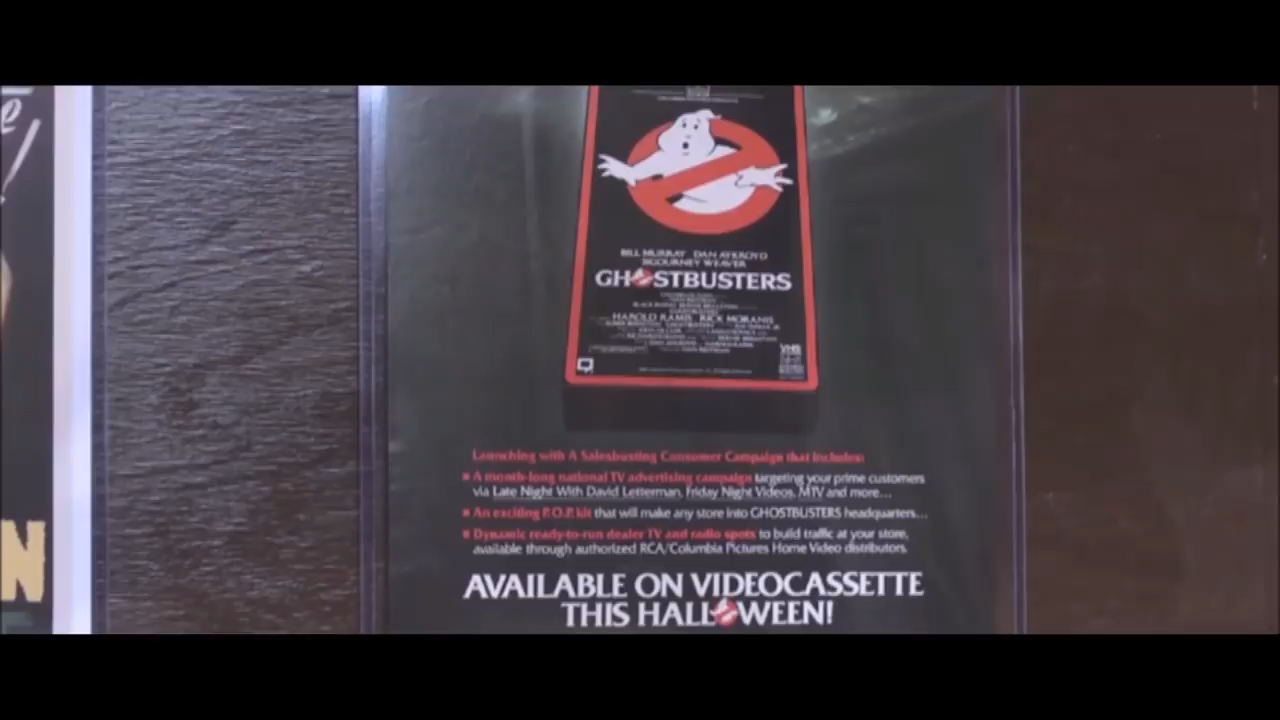 BILL MURRAY DAN AYKROYD
SIGOURNEY WEAVER
GHOSTBUSTERS
HAROLD RAMIS RICK MORANIS
VHS
Launching with A Salesbusting Consumer Campaign that includes:
A month-long national TV advertising campaign targeting your prime customers
via Late Night With David Letterman, Friday Night Videos, MTV and more...
An exciting P.O.P. kit that will make any store into GHOSTBUSTERS headquarters...
Dynamic ready-to-run dealer TV and radio spots to build traffic at your store,
available through authorized RCA/Columbia Pictures Home Video distributors.
AVAILABLE ON VIDEOCASSETTE
THIS HALLOWEEN!
N